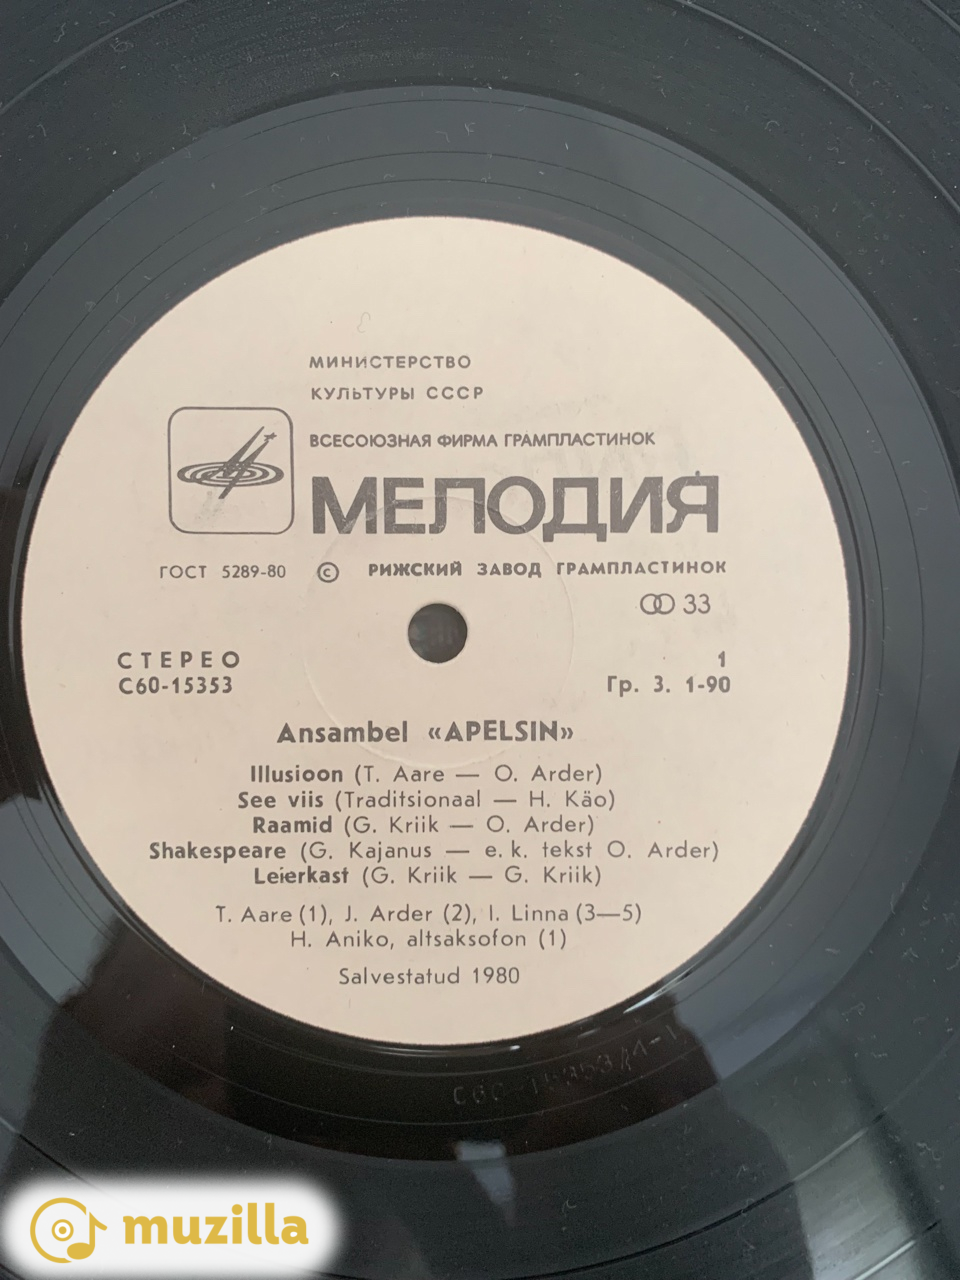 МИНИСТЕРСТВО
КУЛЬТУРЫ СССР
ВСЕСОЮЗНАЯ ФИРМА ГРАМПЛАСТИНОК
МЕЛОДИЯ
ГОСТ 5289-80 © РИЖСКИЙ ЗАВОД ГРАМПЛАСТИНОК
33
СТЕРЕО 1
С60-15353 Гр. 3. 1-90
Ansambel «APELSIN»
Illusioon (T. Aare — O. Arder)
See viis (Traditsionaal — H. Käo)
Raamid (G. Kriik — O. Arder)
Shakespeare (G. Kajanus — e. k. tekst O. Arder)
Leierkast (G. Kriik — G. Kriik)
T. Aare (1), J. Arder (2), I. Linna (3—5)
H. Aniko, altsaksofon (1)
Salvestatud 1980
muzilla